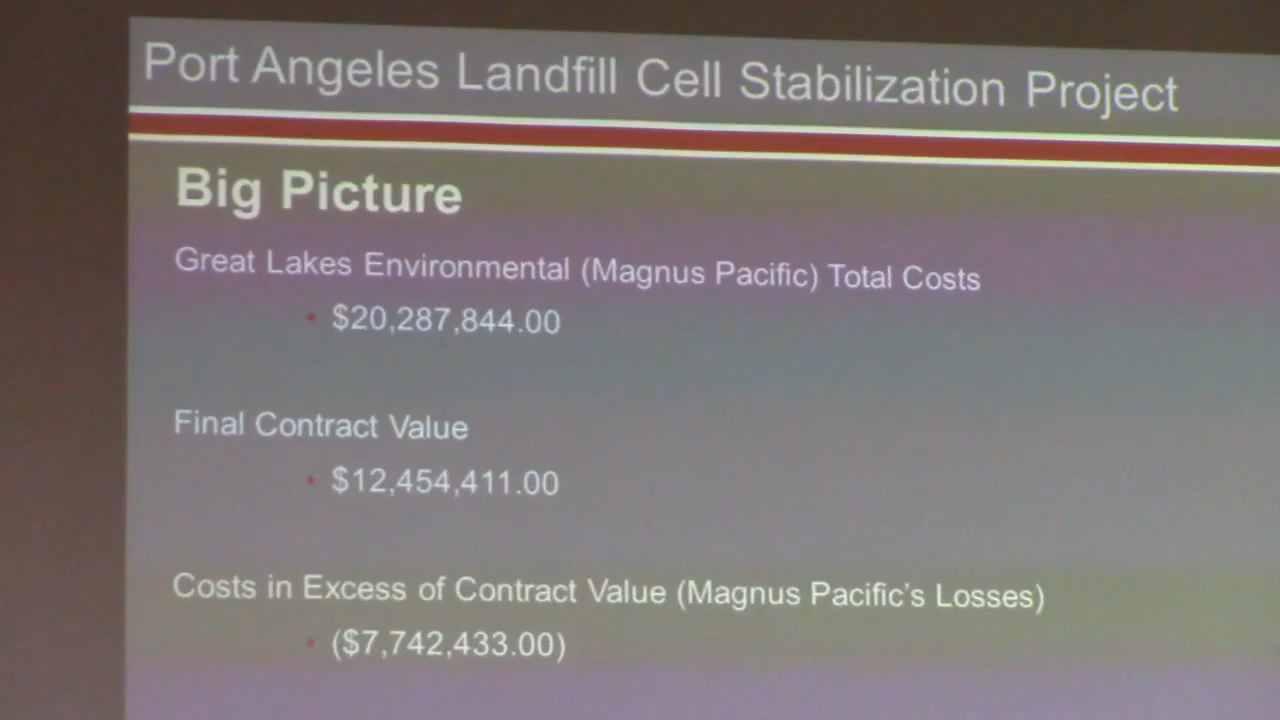 Port Angeles Landfill Cell Stabilization Project
Big Picture
Great Lakes Environmental (Magnus Pacific) Total Costs
• $20,287,844.00
Final Contract Value
• $12,454,411.00
Costs in Excess of Contract Value (Magnus Pacific's Losses)
• ($7,742,433.00)